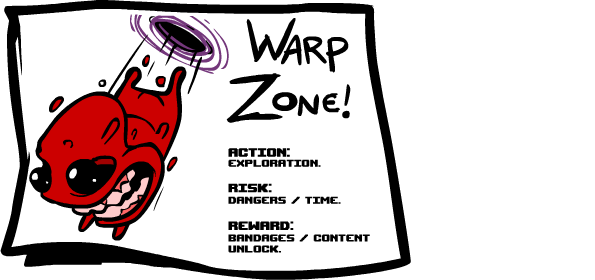 WARP
ZONE!
ACTION:
EXPLORATION.
RISK:
DANGERS / TIME.
REWARD:
BANDAGES / CONTENT
UNLOCK.